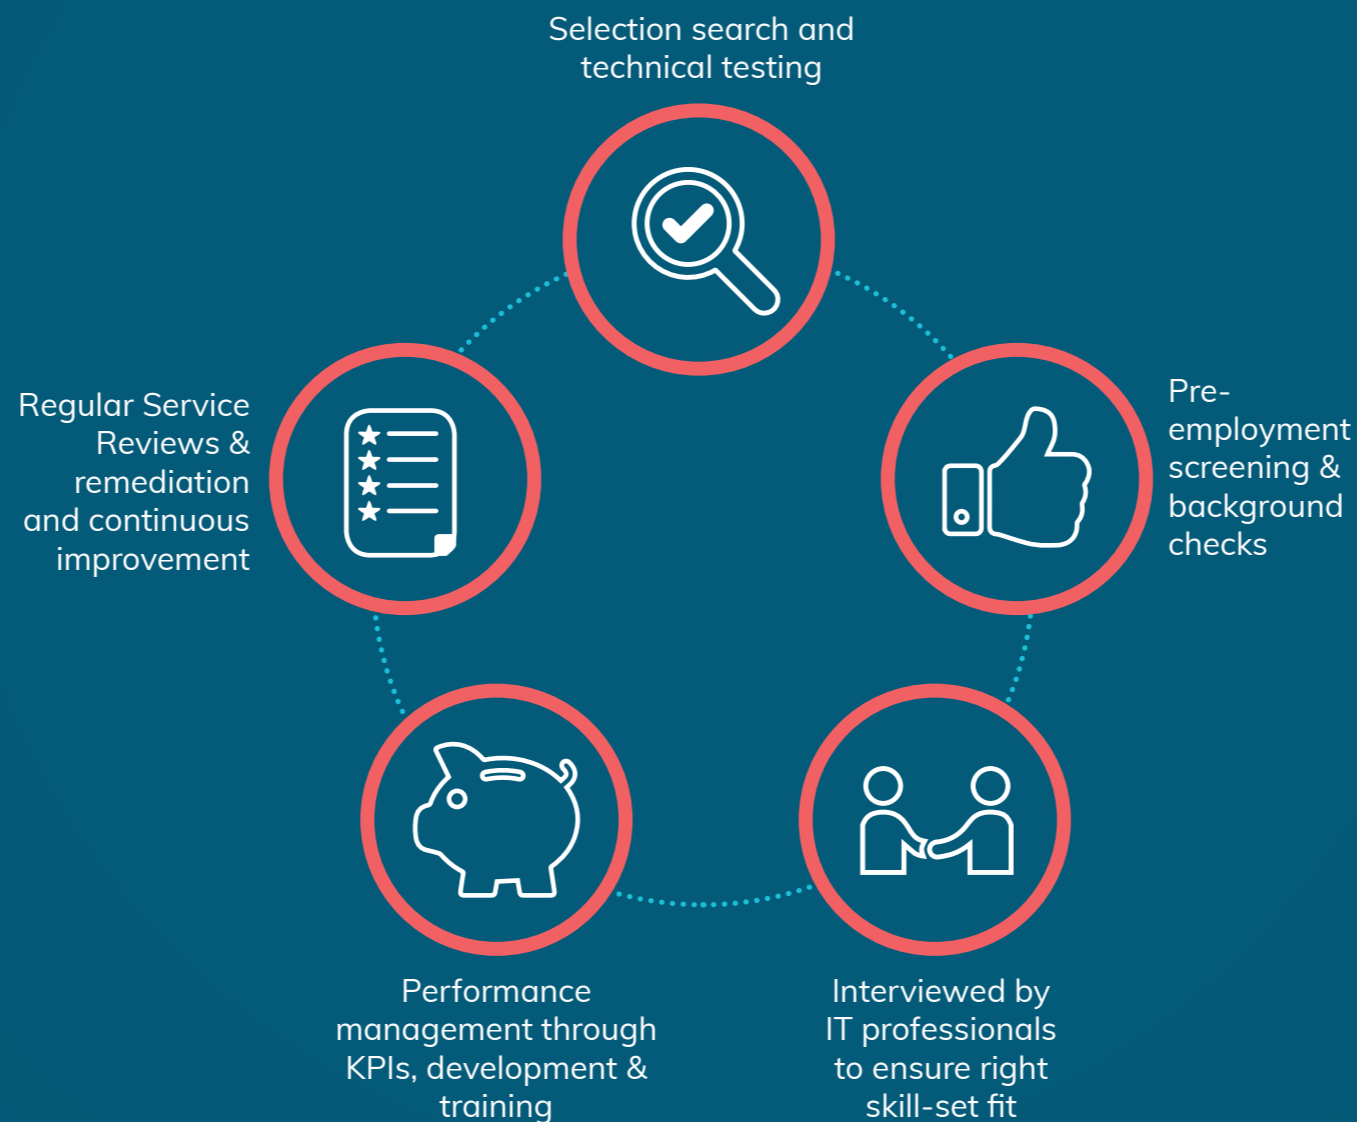 Selection search and
technical testing
Pre-
employment
screening &
background
checks
Interviewed by
IT professionals
to ensure right
skill-set fit
Performance
management through
KPIs, development &
training
Regular Service
Reviews &
remediation
and continuous
improvement